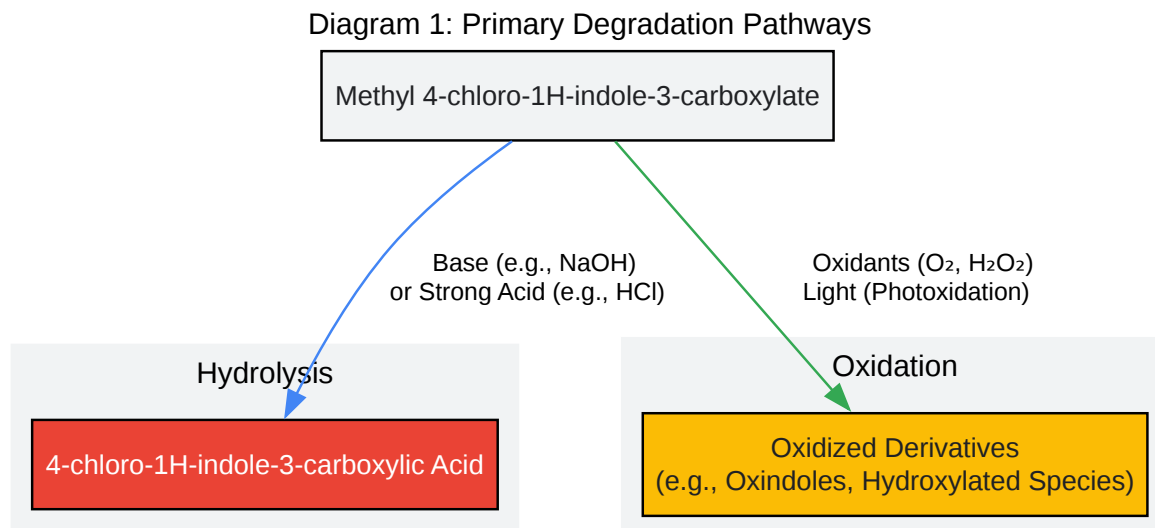 Diagram 1: Primary Degradation Pathways
Methyl 4-chloro-1H-indole-3-carboxylate
Base (e.g., NaOH)
or Strong Acid (e.g., HCl)
Oxidants (O₂, H₂O₂)
Light (Photoxidation)
Hydrolysis
4-chloro-1H-indole-3-carboxylic Acid
Oxidation
Oxidized Derivatives
(e.g., Oxindoles, Hydroxylated Species)